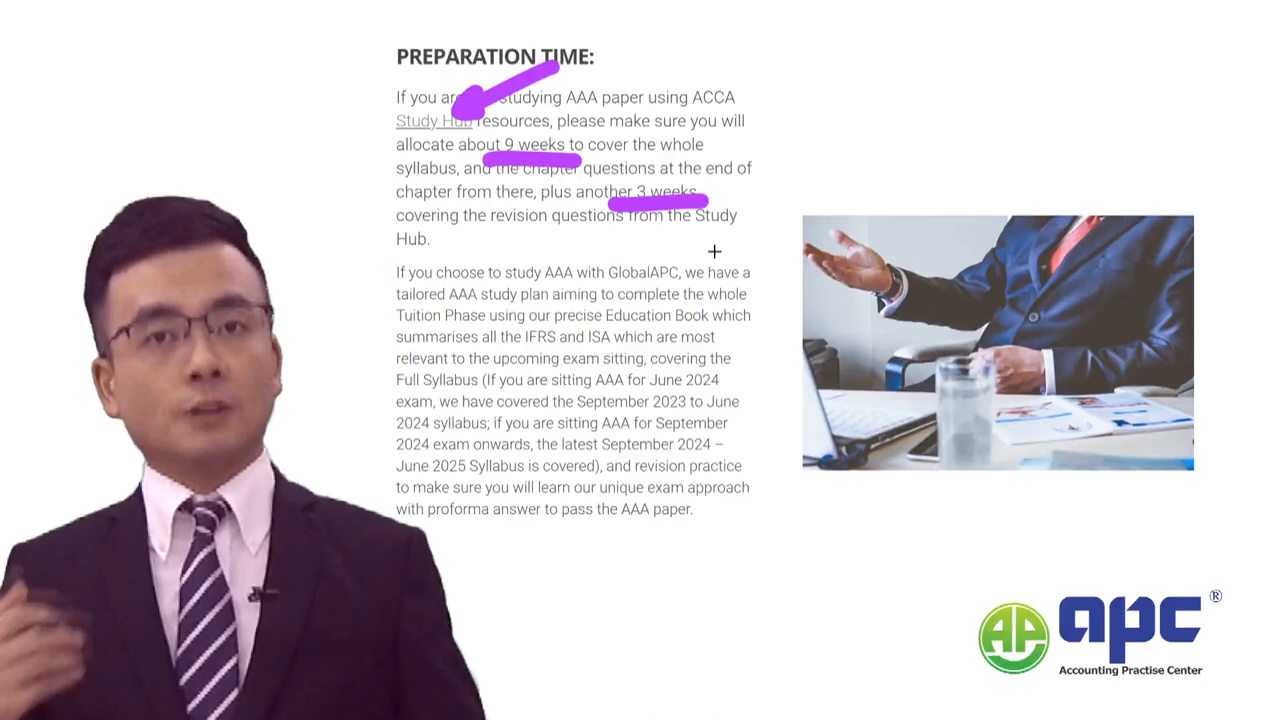 PREPARATION TIME:
If you are studying AAA paper using ACCA
Study Hub resources, please make sure you will
allocate about 9 weeks to cover the whole
syllabus, and the chapter questions at the end of
chapter from there, plus another 3 weeks
covering the revision questions from the Study
Hub.
If you choose to study AAA with GlobalAPC, we have a
tailored AAA study plan aiming to complete the whole
Tuition Phase using our precise Education Book which
summarises all the IFRS and ISA which are most
relevant to the upcoming exam sitting, covering the
Full Syllabus (If you are sitting AAA for June 2024
exam, we have covered the September 2023 to June
2024 syllabus; if you are sitting AAA for September
2024 exam onwards, the latest September 2024 –
June 2025 Syllabus is covered), and revision practice
to make sure you will learn our unique exam approach
with proforma answer to pass the AAA paper.
AP apc ®
Accounting Practise Center